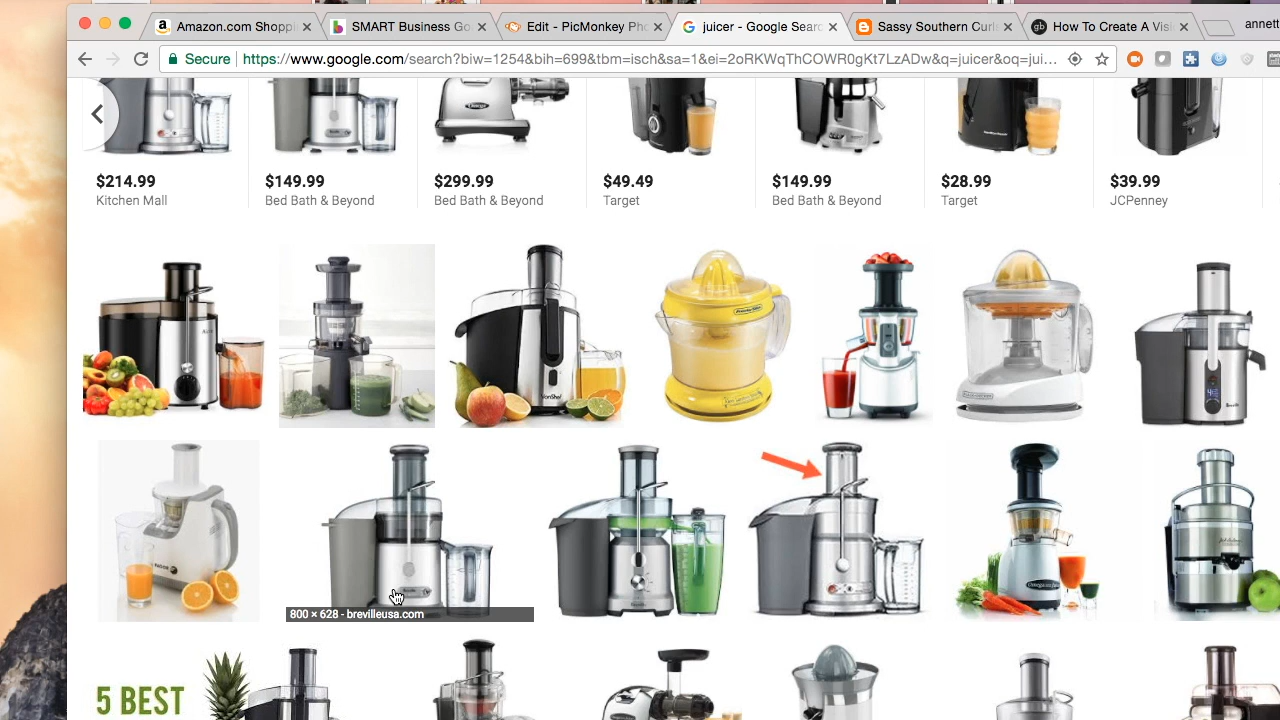 Amazon.com Shoppi
SMART Business Go
Edit - PicMonkey Pho
juicer - Google Searc
Sassy Southern Curl
How To Create A Vis
annett
Secure
https://www.google.com/search?biw=1254&bih=699&tbm=isch&sa=1&ei=2oRKWqThCOWR0gKt7LzADw&q=juicer&oq=jui...
$214.99
Kitchen Mall
$149.99
Bed Bath & Beyond
$299.99
Bed Bath & Beyond
$49.49
Target
$149.99
Bed Bath & Beyond
$28.99
Target
$39.99
JCPenney
VonShef
FAGOR
800 × 628 - brevilleusa.com
5 BEST